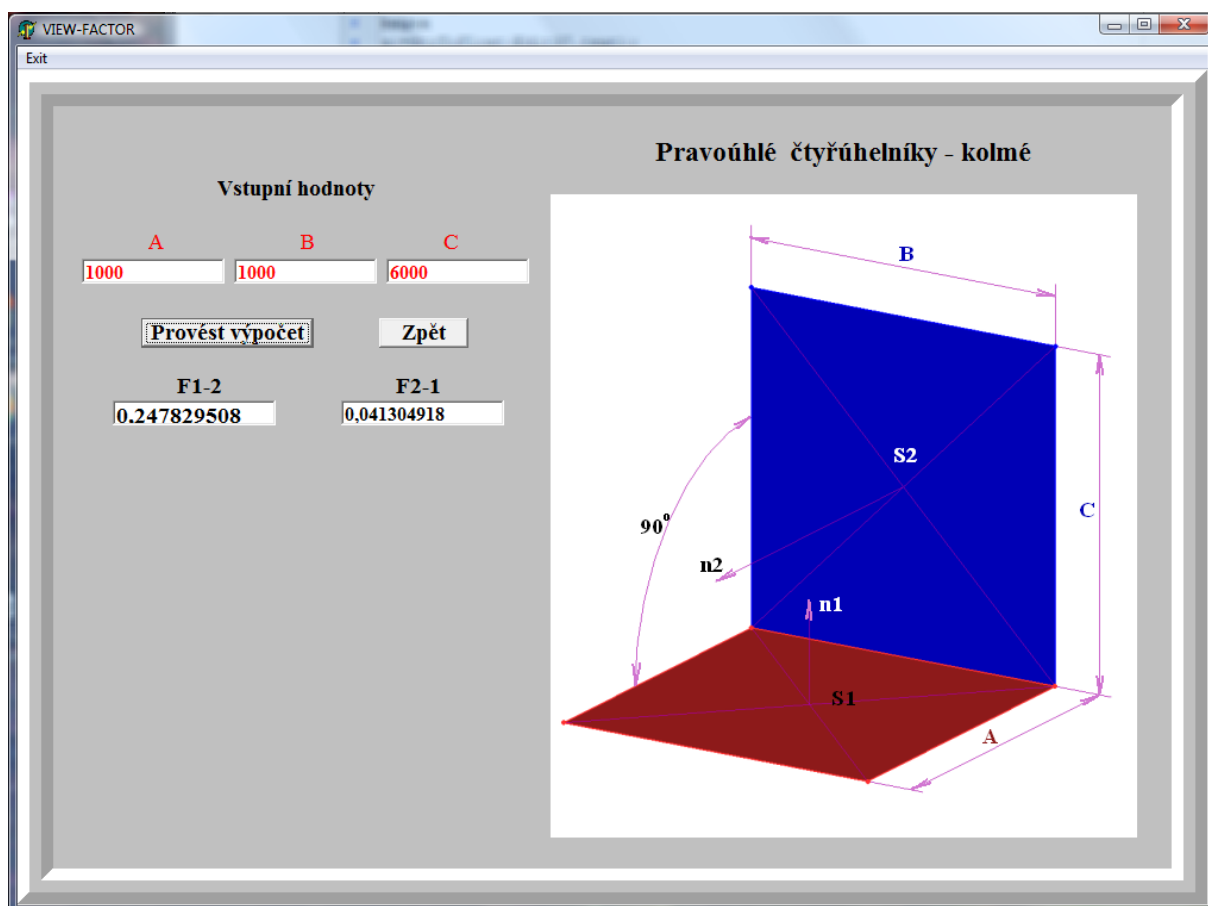 VIEW-FACTOR
Exit
Pravoúhlé čtyřúhelníky - kolmé
Vstupní hodnoty
A B C
1000 1000 6000
Provést výpočet Zpět
F1-2 F2-1
0.247829508 0,041304918
B
S2
C
90°
n2
n1
S1
A